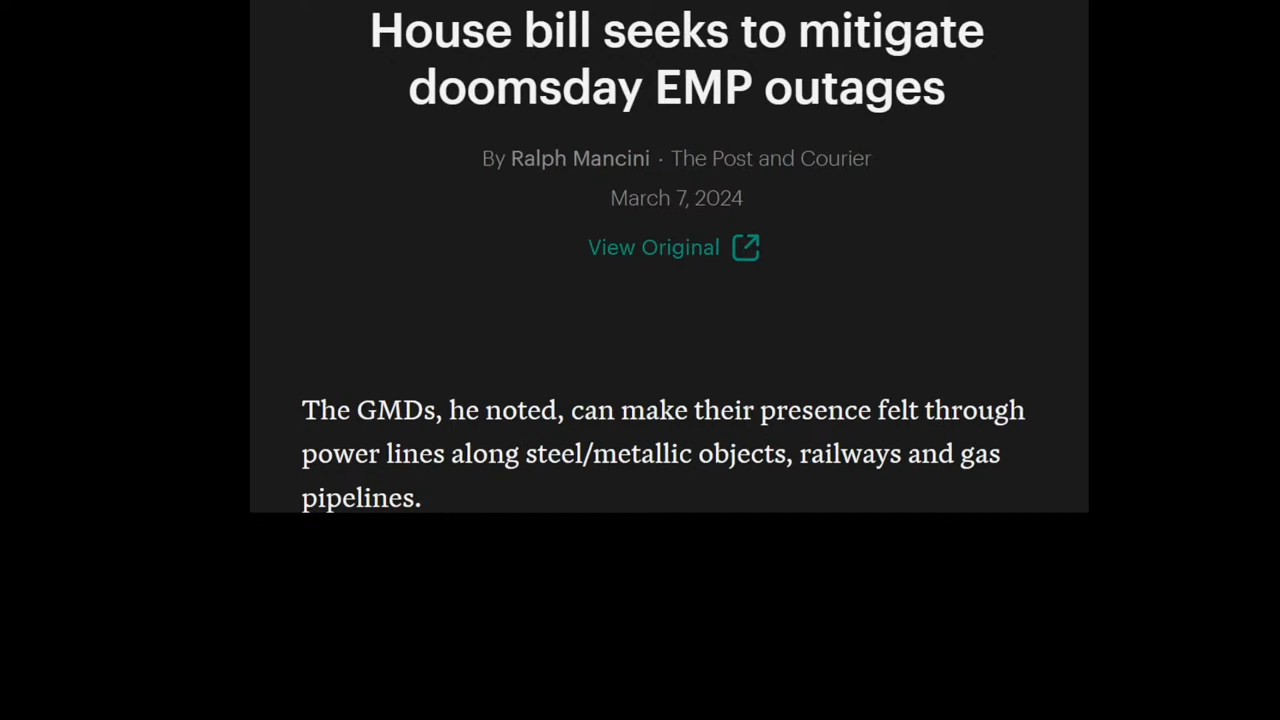 House bill seeks to mitigate
doomsday EMP outages
By Ralph Mancini · The Post and Courier
March 7, 2024
View Original
The GMDs, he noted, can make their presence felt through
power lines along steel/metallic objects, railways and gas
pipelines.